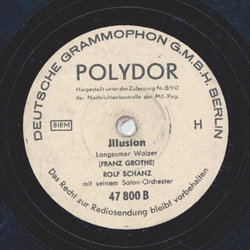 DEUTSCHE GRAMMOPHON G.M.B.H. BERLIN
POLYDOR
Hergestellt unter der Zulassung Nr. B 510
der Nachrichtenkontrolle der Mil.-Reg.
BIEM
H
Jllusion
Langsamer Walzer
(FRANZ GROTHE)
ROLF SCHANZ
mit seinem Salon-Orchester
47 800 B
Das Recht zur Radiosendung bleibt vorbehalten